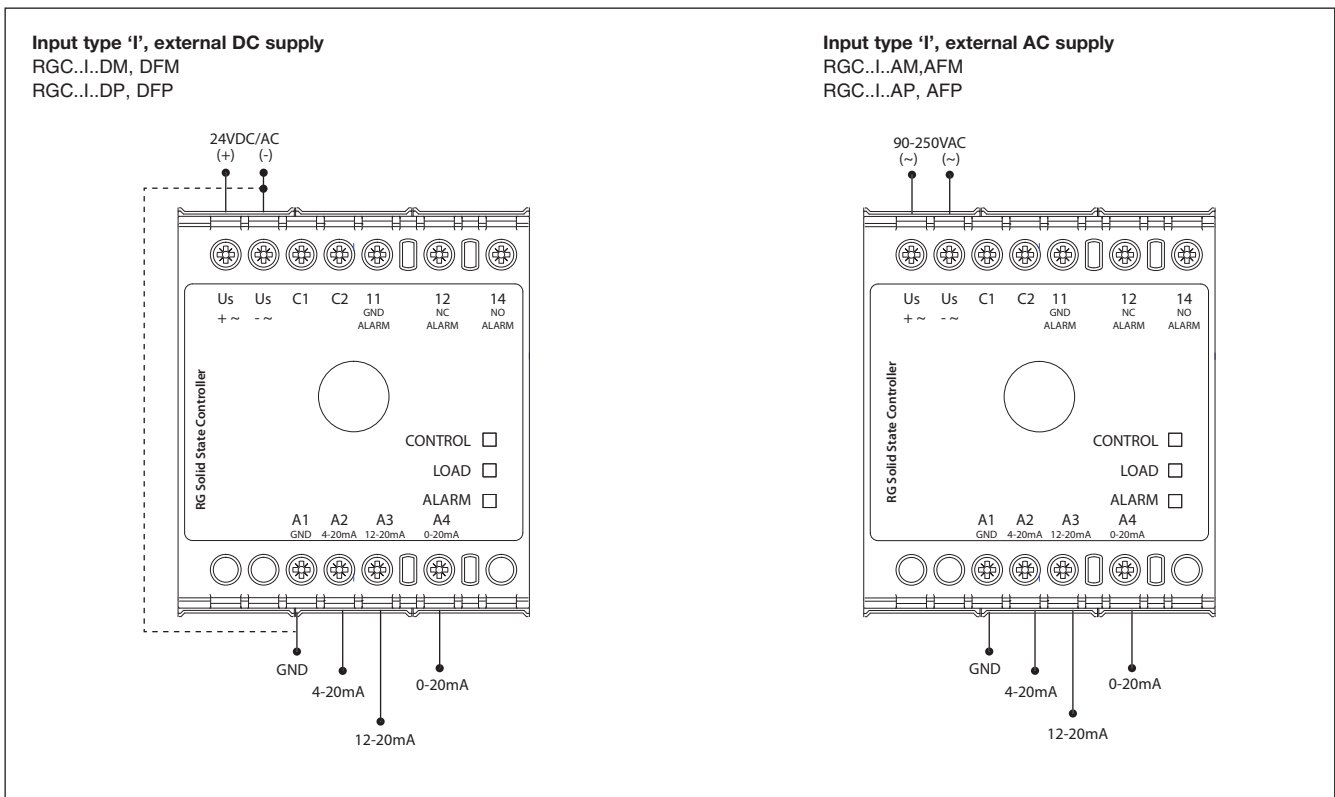 Input type ‘I’, external DC supply
RGC..I..DM, DFM
RGC..I..DP, DFP
24VDC/AC
(+) (-)
Us Us C1 C2 11 12 14
+ ~ - ~ GND NC NO
ALARM ALARM ALARM
RG Solid State Controller
CONTROL
LOAD
ALARM
A1 A2 A3 A4
GND 4-20mA 12-20mA 0-20mA
GND
4-20mA
0-20mA
12-20mA
Input type ‘I’, external AC supply
RGC..I..AM,AFM
RGC..I..AP, AFP
90-250VAC
(~) (~)
Us Us C1 C2 11 12 14
+ ~ - ~ GND NC NO
ALARM ALARM ALARM
RG Solid State Controller
CONTROL
LOAD
ALARM
A1 A2 A3 A4
GND 4-20mA 12-20mA 0-20mA
GND
4-20mA
0-20mA
12-20mA